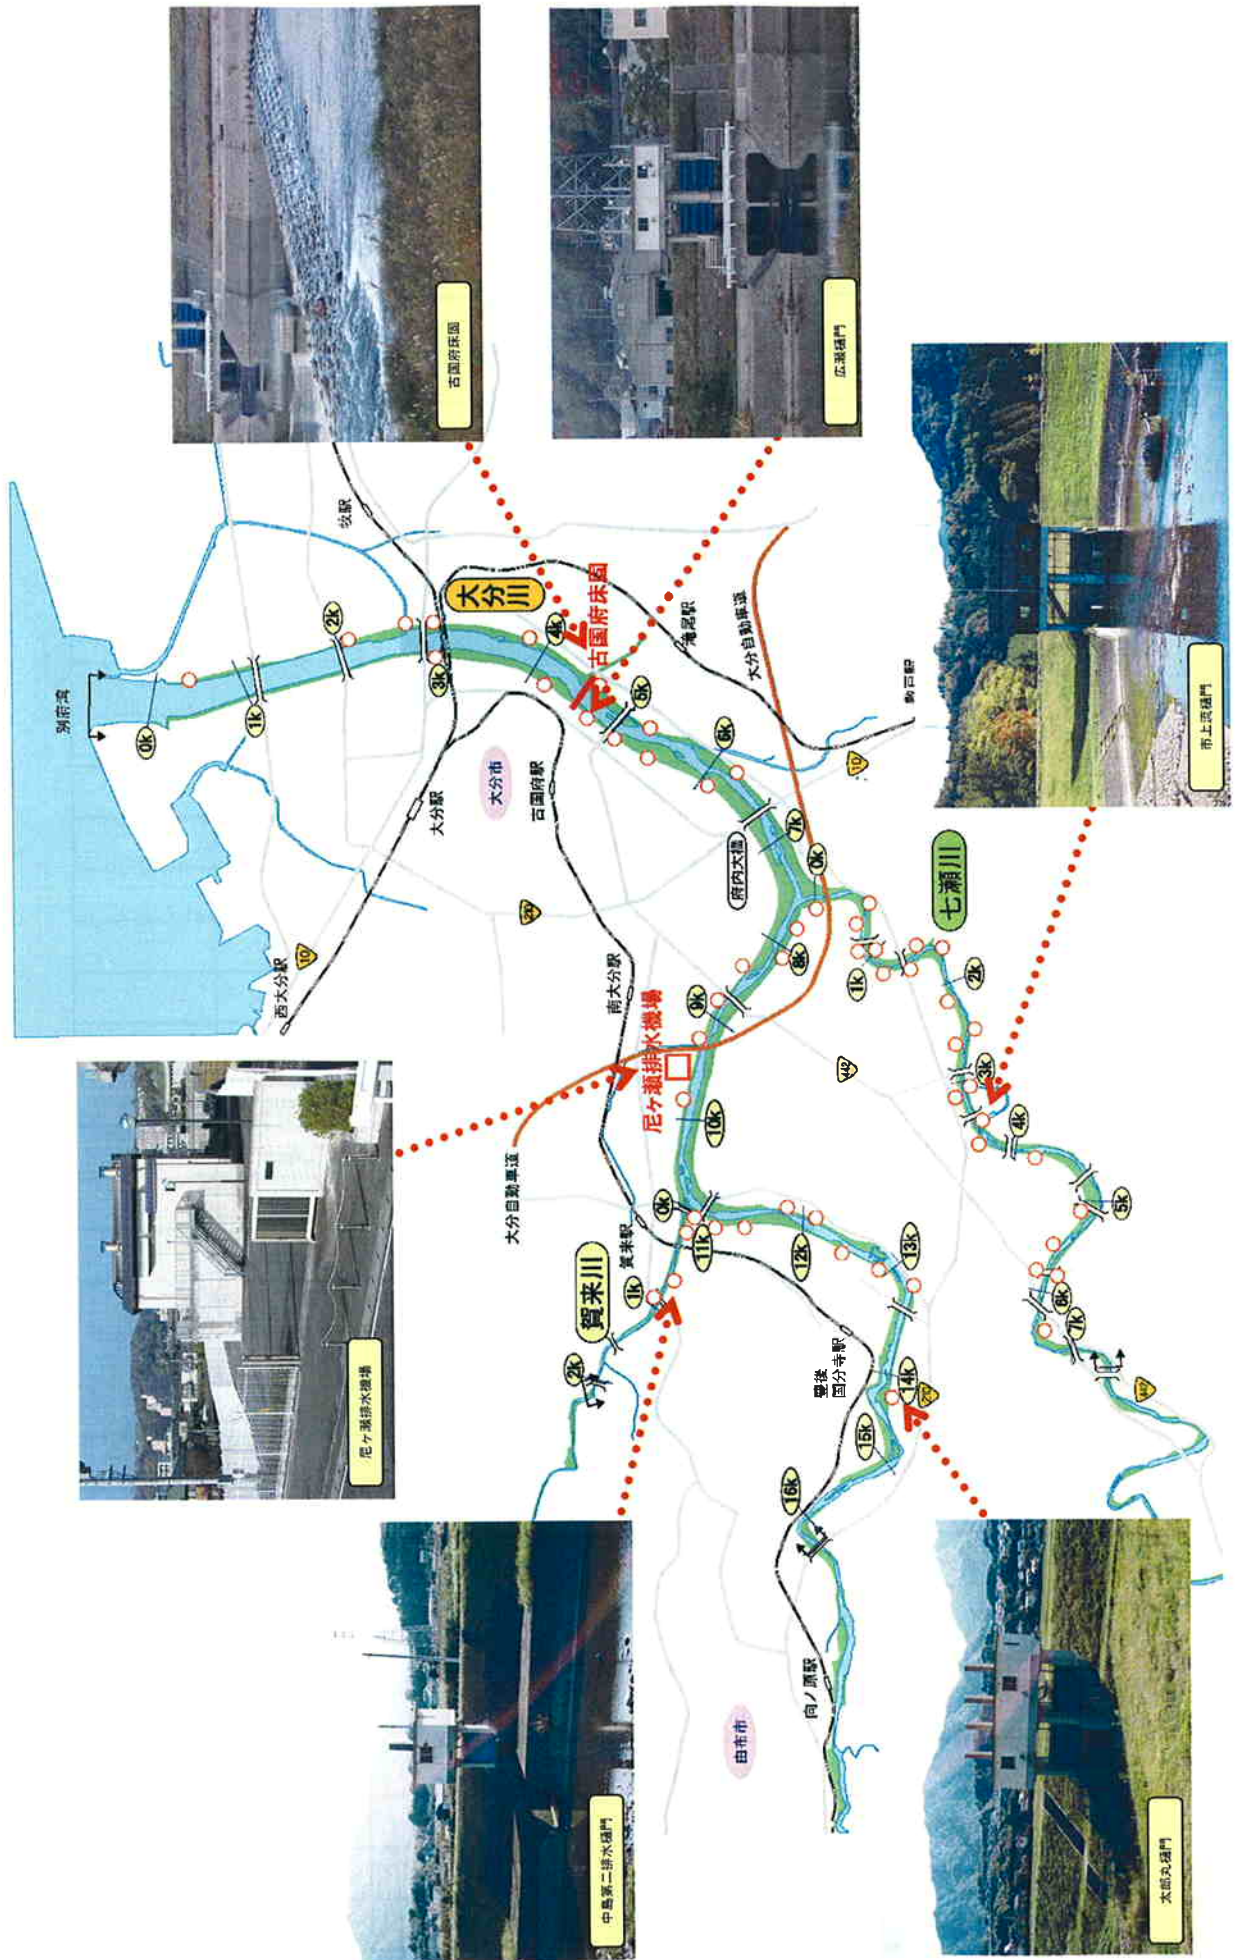 古国府床固
広瀬樋門
市上流樋門
尼ヶ瀬排水機場
中島第二排水樋門
太郎丸樋門
別府湾
0k
1k
2k
3k
4k
5k
6k
7k
8k
9k
10k
11k
12k
13k
14k
15k
16k
大分川
古国府床固
牧駅
滝尾駅
大分自動車道
10
大分市
大分駅
古国府駅
西大分駅
10
210
南大分駅
府内大橋
尼ヶ瀬排水機場
442
大分自動車道
七瀬川
0k
1k
2k
3k
4k
5k
6k
7k
442
賀来川
賀来駅
0k
1k
2k
豊後
国分寺駅
210
向ノ原駅
由布市